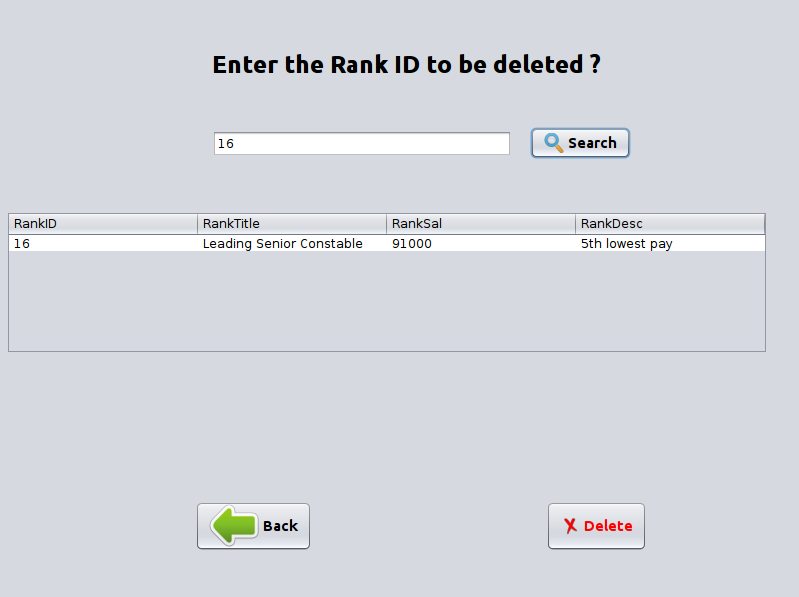 Enter the Rank ID to be deleted ?
16 Search
RankID RankTitle RankSal RankDesc
16 Leading Senior Constable 91000 5th lowest pay
Back Delete